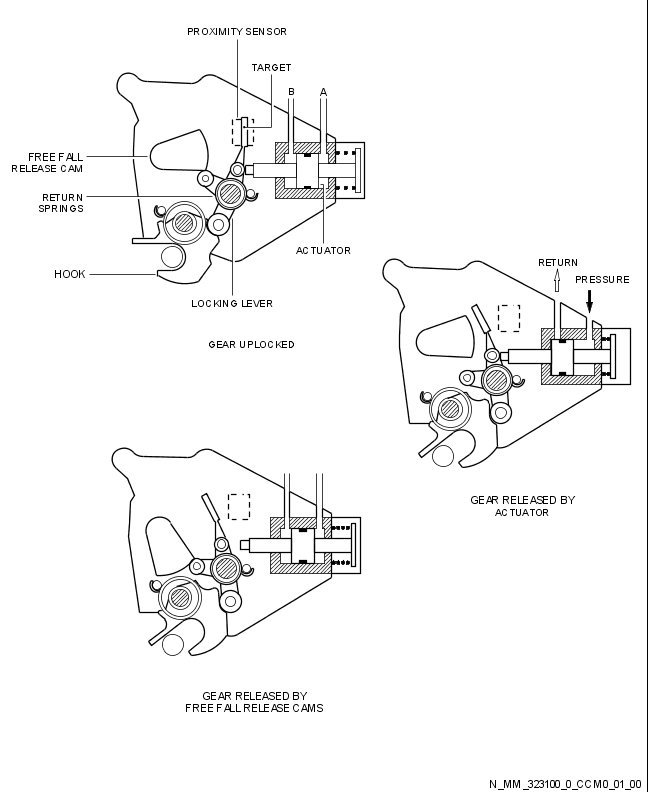 PROXIMITY SENSOR
TARGET
B
A
FREE FALL
RELEASE CAM
RETURN
SPRINGS
ACTUATOR
HOOK
LOCKING LEVER
GEAR UPLOCKED
RETURN
PRESSURE
GEAR RELEASED BY
ACTUATOR
GEAR RELEASED BY
FREE FALL RELEASE CAMS
N_MM_323100_0_CCM0_01_00